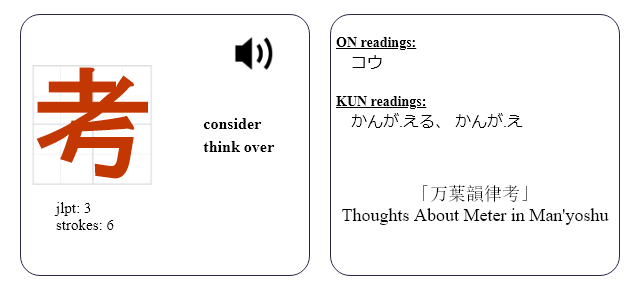 考
consider
think over
jlpt: 3
strokes: 6
ON readings:
コウ
KUN readings:
かんが.える、 かんが.え
「万葉韻律考」
Thoughts About Meter in Man'yoshu